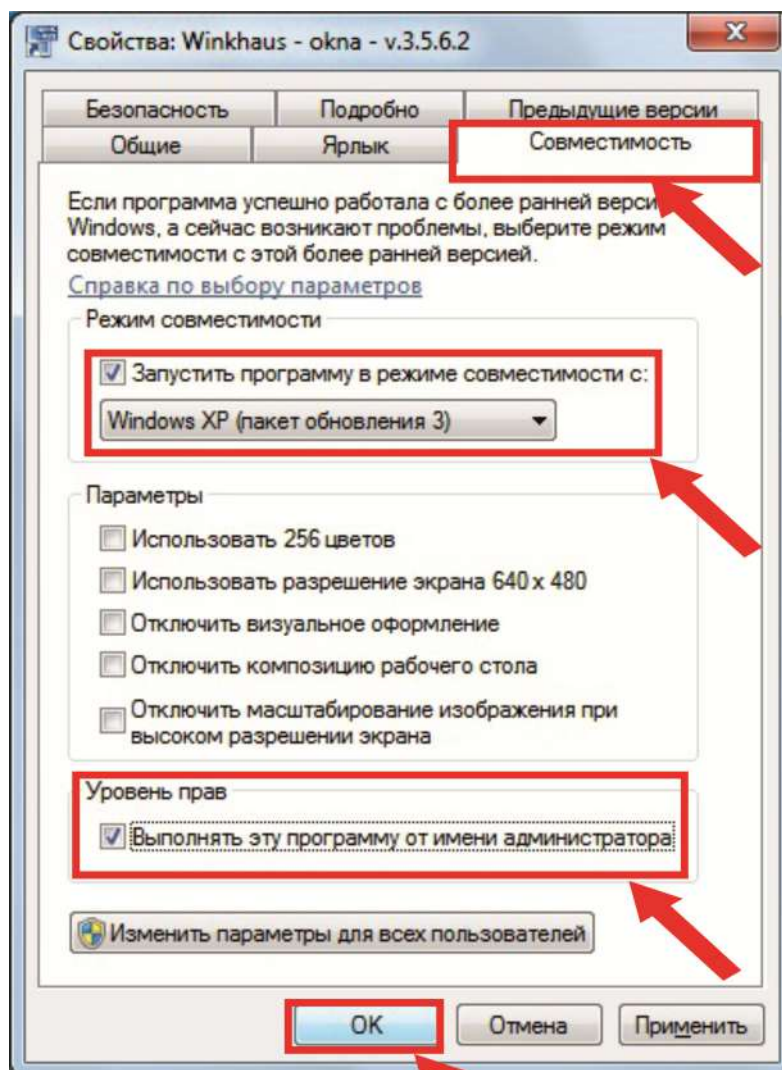 Свойства: Winkhaus - okna - v.3.5.6.2
Безопасность Подробно Предыдущие версии
Общие Ярлык Совместимость
Если программа успешно работала с более ранней верси
Windows, а сейчас возникают проблемы, выберите режим
совместимости с этой более ранней версией.
Справка по выбору параметров
Режим совместимости
Запустить программу в режиме совместимости с:
Windows XP (пакет обновления 3)
Параметры
Использовать 256 цветов
Использовать разрешение экрана 640 x 480
Отключить визуальное оформление
Отключить композицию рабочего стола
Отключить масштабирование изображения при
высоком разрешении экрана
Уровень прав
Выполнять эту программу от имени администратора
Изменить параметры для всех пользователей
OK Отмена Применить